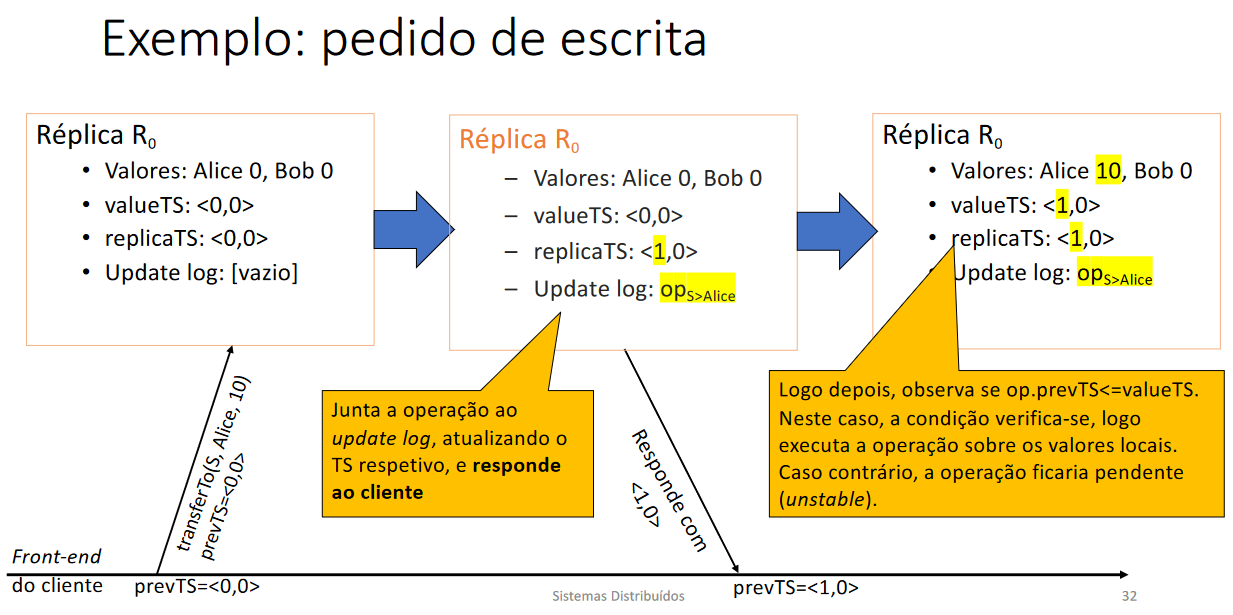 Exemplo: pedido de escrita
Réplica R₀
• Valores: Alice 0, Bob 0
• valueTS: <0,0>
• replicaTS: <0,0>
• Update log: [vazio]
Réplica R₀
– Valores: Alice 0, Bob 0
– valueTS: <0,0>
– replicaTS: <1,0>
– Update log: opS>Alice
Réplica R₀
• Valores: Alice 10, Bob 0
• valueTS: <1,0>
• replicaTS: <1,0>
Update log: opS>Alice
transferTo(S, Alice, 10)
prevTS=<0,0>
Junta a operação ao
update log, atualizando o
TS respetivo, e responde
ao cliente
Responde com
<1,0>
Logo depois, observa se op.prevTS<=valueTS.
Neste caso, a condição verifica-se, logo
executa a operação sobre os valores locais.
Caso contrário, a operação ficaria pendente
(unstable).
Front-end
do cliente
prevTS=<0,0>
prevTS=<1,0>
Sistemas Distribuídos
32